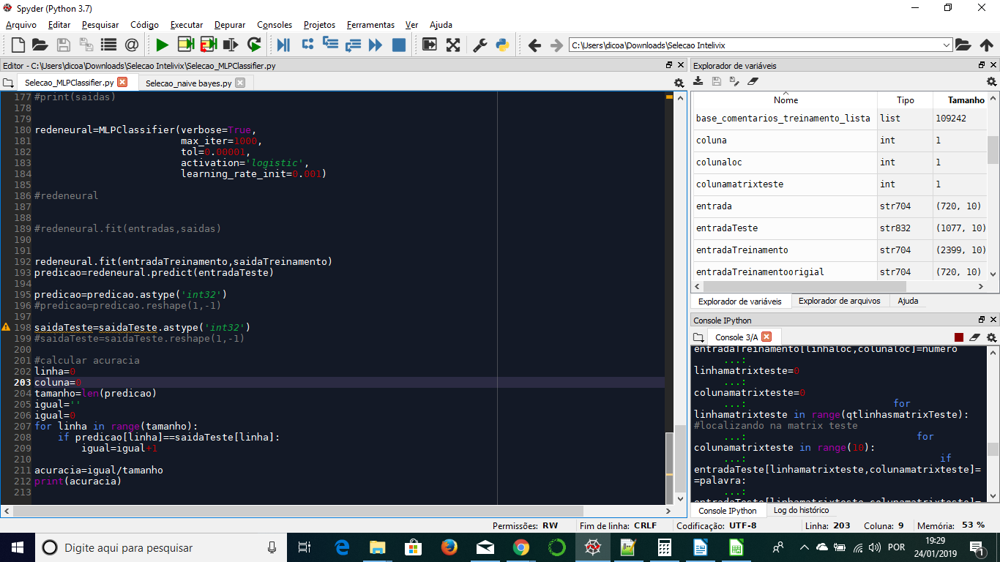 Spyder (Python 3.7)
Arquivo Editar Pesquisar Código Executar Depurar Consoles Projetos Ferramentas Ver Ajuda
C:\Users\dicoa\Downloads\Selecao Intelivix
Editor - C:\Users\dicoa\Downloads\Selecao Intelivix\Selecao_MLPClassifier.py
Selecao_MLPClassifier.py Selecao_naive bayes.py
177 #print(saidas)
178
179
180 redeneural=MLPClassifier(verbose=True,
181 max_iter=1000,
182 tol=0.00001,
183 activation='logistic',
184 learning_rate_init=0.001)
185
186 #redeneural
187
188
189 #redeneural.fit(entradas,saidas)
190
191
192 redeneural.fit(entradaTreinamento,saidaTreinamento)
193 predicao=redeneural.predict(entradaTeste)
194
195 predicao=predicao.astype('int32')
196 #predicao=predicao.reshape(1,-1)
197
198 saidaTeste=saidaTeste.astype('int32')
199 #saidaTeste=saidaTeste.reshape(1,-1)
200
201 #calcular acuracia
202 linha=0
203 coluna=0
204 tamanho=len(predicao)
205 igual=''
206 igual=0
207 for linha in range(tamanho):
208 if predicao[linha]==saidaTeste[linha]:
209 igual=igual+1
210
211 acuracia=igual/tamanho
212 print(acuracia)
213
Explorador de variáveis
Nome Tipo Tamanho
base_comentarios_treinamento_lista list 109242
coluna int 1
colunaloc int 1
colunamatrixteste int 1
entrada str704 (720, 10)
entradaTeste str832 (1077, 10)
entradaTreinamento str704 (2399, 10)
entradaTreinamentoorigial str704 (720, 10)
Explorador de variáveis Explorador de arquivos Ajuda
Console IPython
Console 3/A
entradaTreinamento[linhaloc,colunaloc]=numero
...:
linhamatrixteste=0
...:
colunamatrixteste=0
...: for
linhamatrixteste in range(qtlinhasmatrixTeste):
#localizando na matrix teste
...: for
colunamatrixteste in range(10):
...: if
entradaTeste[linhamatrixteste,colunamatrixteste]=
=palavra:
...:
entradaTeste[linhamatrixteste,colunamatrixteste]=
Console IPython Log do histórico
Permissões: RW Fim de linha: CRLF Codificação: UTF-8 Linha: 203 Coluna: 9 Memória: 53 %
Digite aqui para pesquisar
POR
19:29
24/01/2019
1